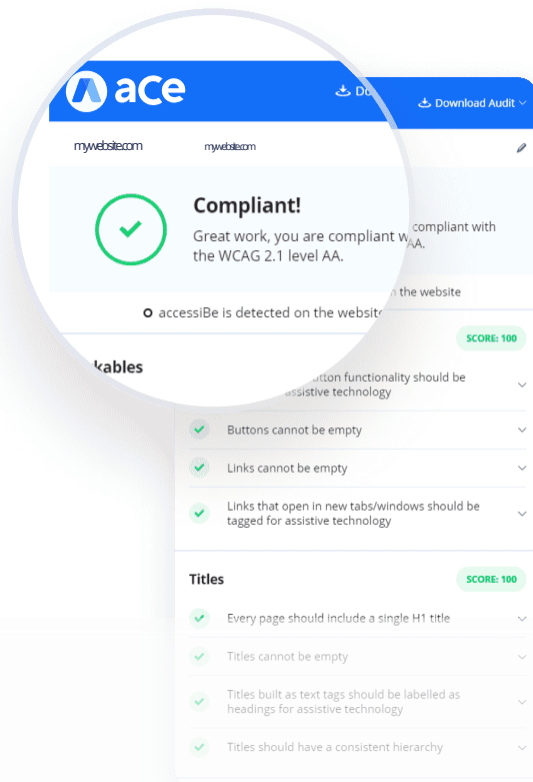 ace
Do
Download Audit
mywebsite.com mywebsite.com
Compliant!
Great work, you are compliant w
the WCAG 2.1 level AA.
compliant with
AA.
accessiBe is detected on the website
the website
SCORE: 100
kables
functionality should be
assistive technology
Buttons cannot be empty
Links cannot be empty
Links that open in new tabs/windows should be
tagged for assistive technology
Titles
SCORE: 100
Every page should include a single H1 title
Titles cannot be empty
Titles built as text tags should be labelled as
headings for assistive technology
Titles should have a consistent hierarchy